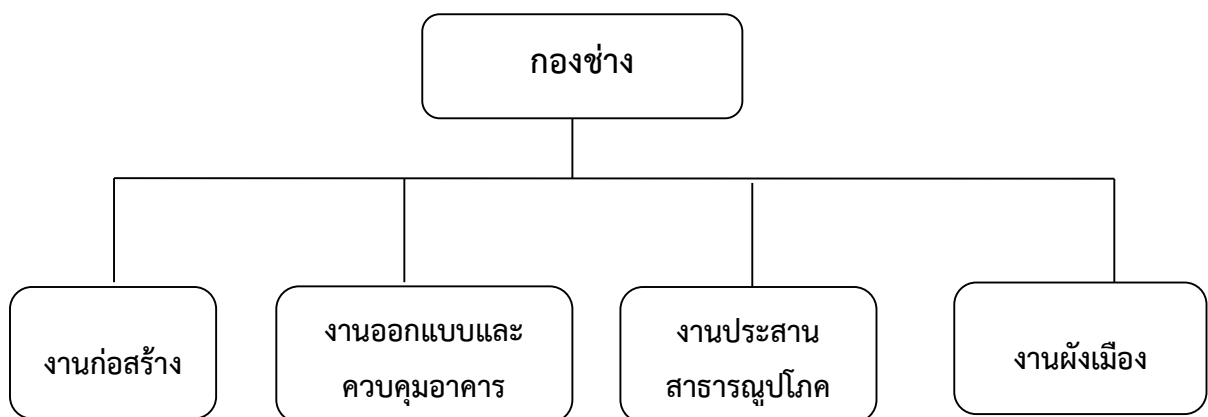 กองช่าง
งานก่อสร้าง
งานออกแบบและ
ควบคุมอาคาร
งานประสาน
สาธารณูปโภค
งานผังเมือง